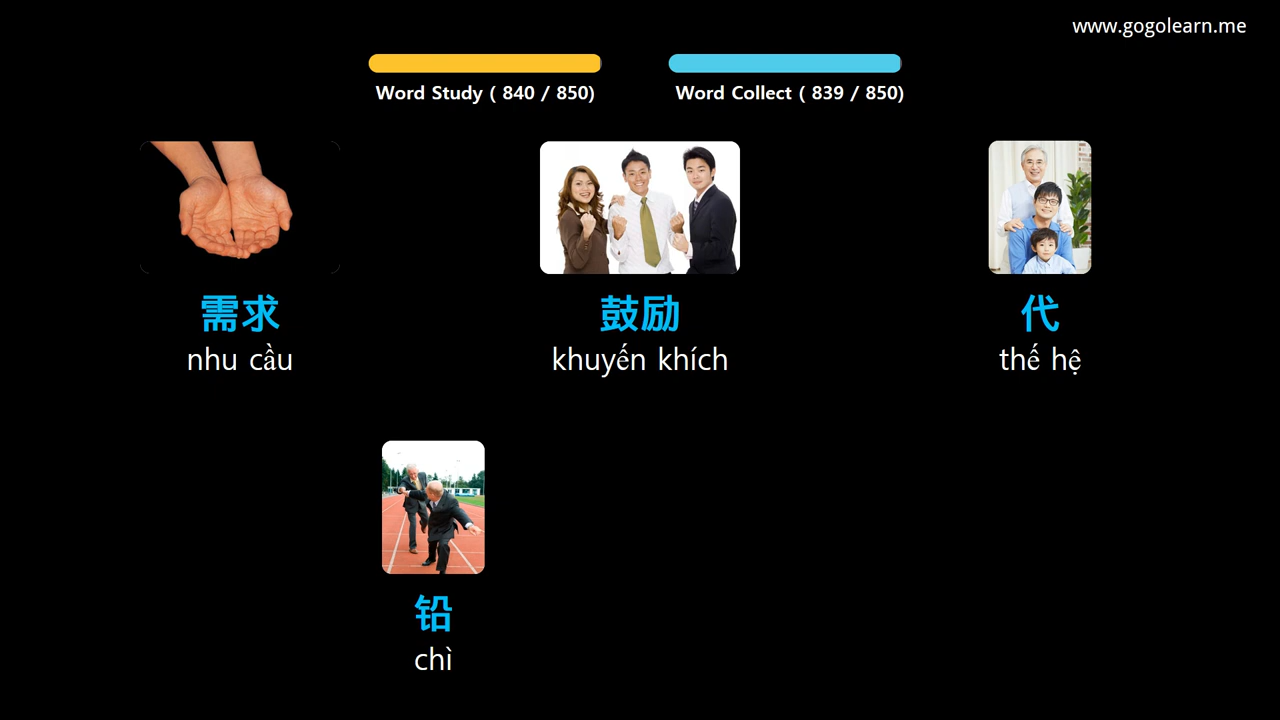 www.gogolearn.me
Word Study ( 840 / 850)
Word Collect ( 839 / 850)
需求
nhu cầu
鼓励
khuyến khích
代
thế hệ
铅
chì